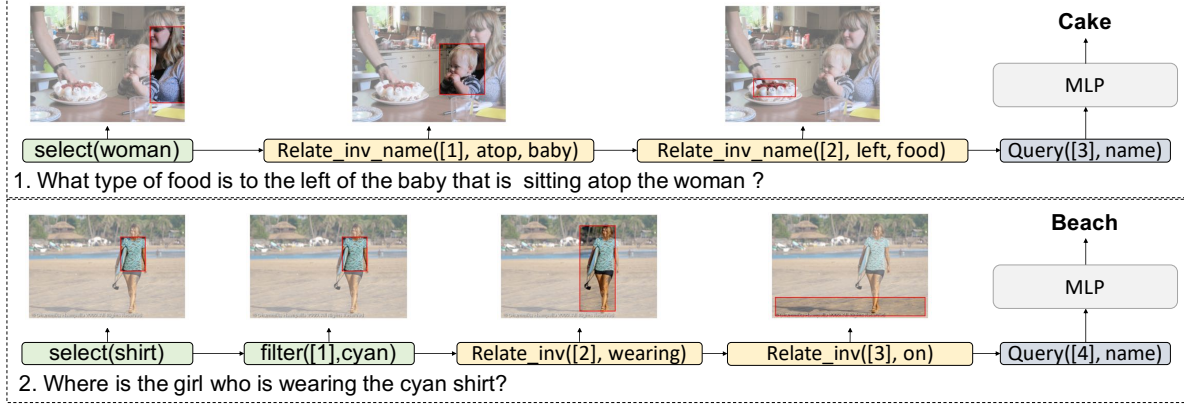 Cake
MLP
select(woman)
Relate_inv_name([1], atop, baby)
Relate_inv_name([2], left, food)
Query([3], name)
1. What type of food is to the left of the baby that is sitting atop the woman ?
Beach
MLP
select(shirt)
filter([1],cyan)
Relate_inv([2], wearing)
Relate_inv([3], on)
Query([4], name)
2. Where is the girl who is wearing the cyan shirt?